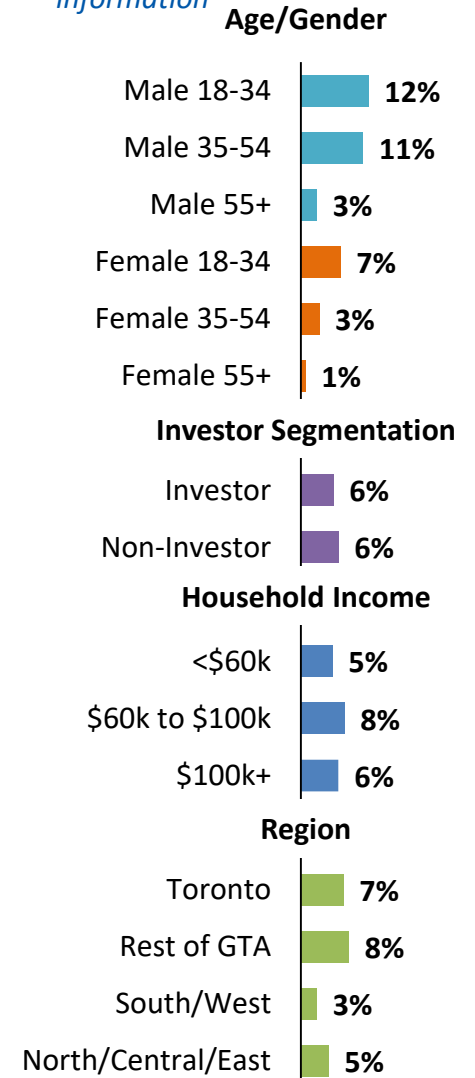 information
Age/Gender
Male 18-34 12%
Male 35-54 11%
Male 55+ 3%
Female 18-34 7%
Female 35-54 3%
Female 55+ 1%
Investor Segmentation
Investor 6%
Non-Investor 6%
Household Income
<$60k 5%
$60k to $100k 8%
$100k+ 6%
Region
Toronto 7%
Rest of GTA 8%
South/West 3%
North/Central/East 5%